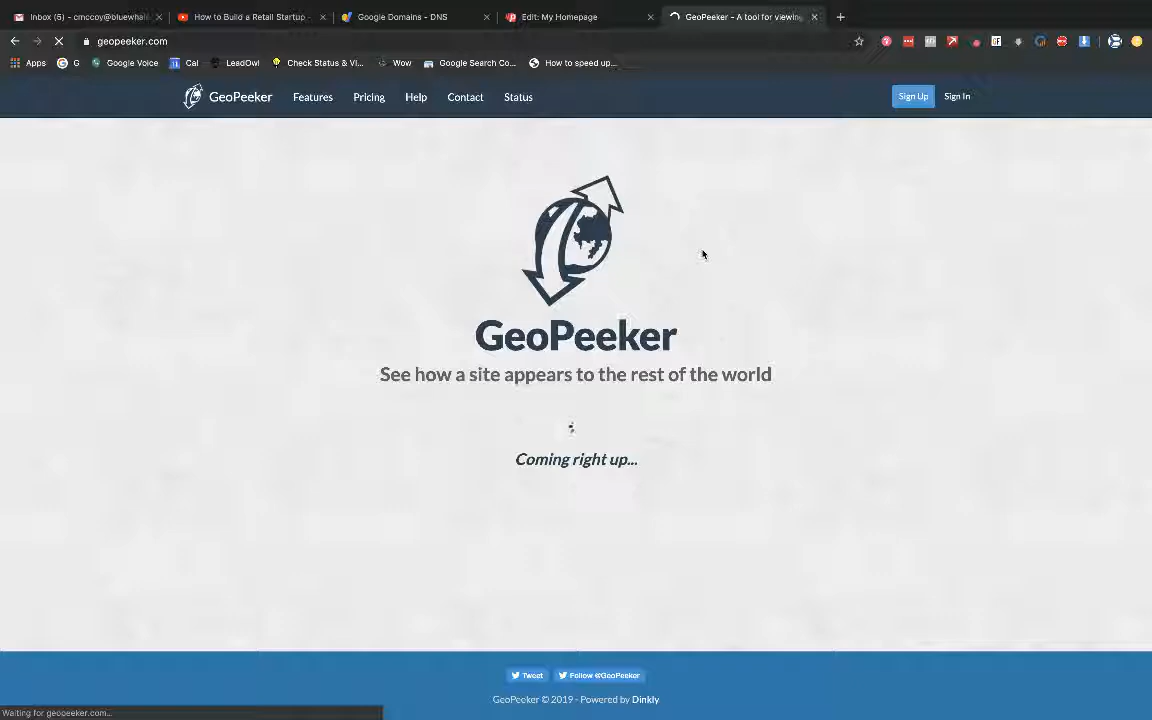 Inbox (5) - cmccoy@bluewhal
How to Build a Retail Startup -
Google Domains - DNS
Edit: My Homepage
GeoPeeker - A tool for viewing
geopeeker.com
Apps
G
Google Voice
Cal
LeadOwl
Check Status & Vi...
Wow
Google Search Co...
How to speed up...
GeoPeeker
Features
Pricing
Help
Contact
Status
Sign Up
Sign In
GeoPeeker
See how a site appears to the rest of the world
Coming right up...
Tweet
Follow @GeoPeeker
GeoPeeker © 2019 - Powered by Dinkly
Waiting for geopeeker.com...